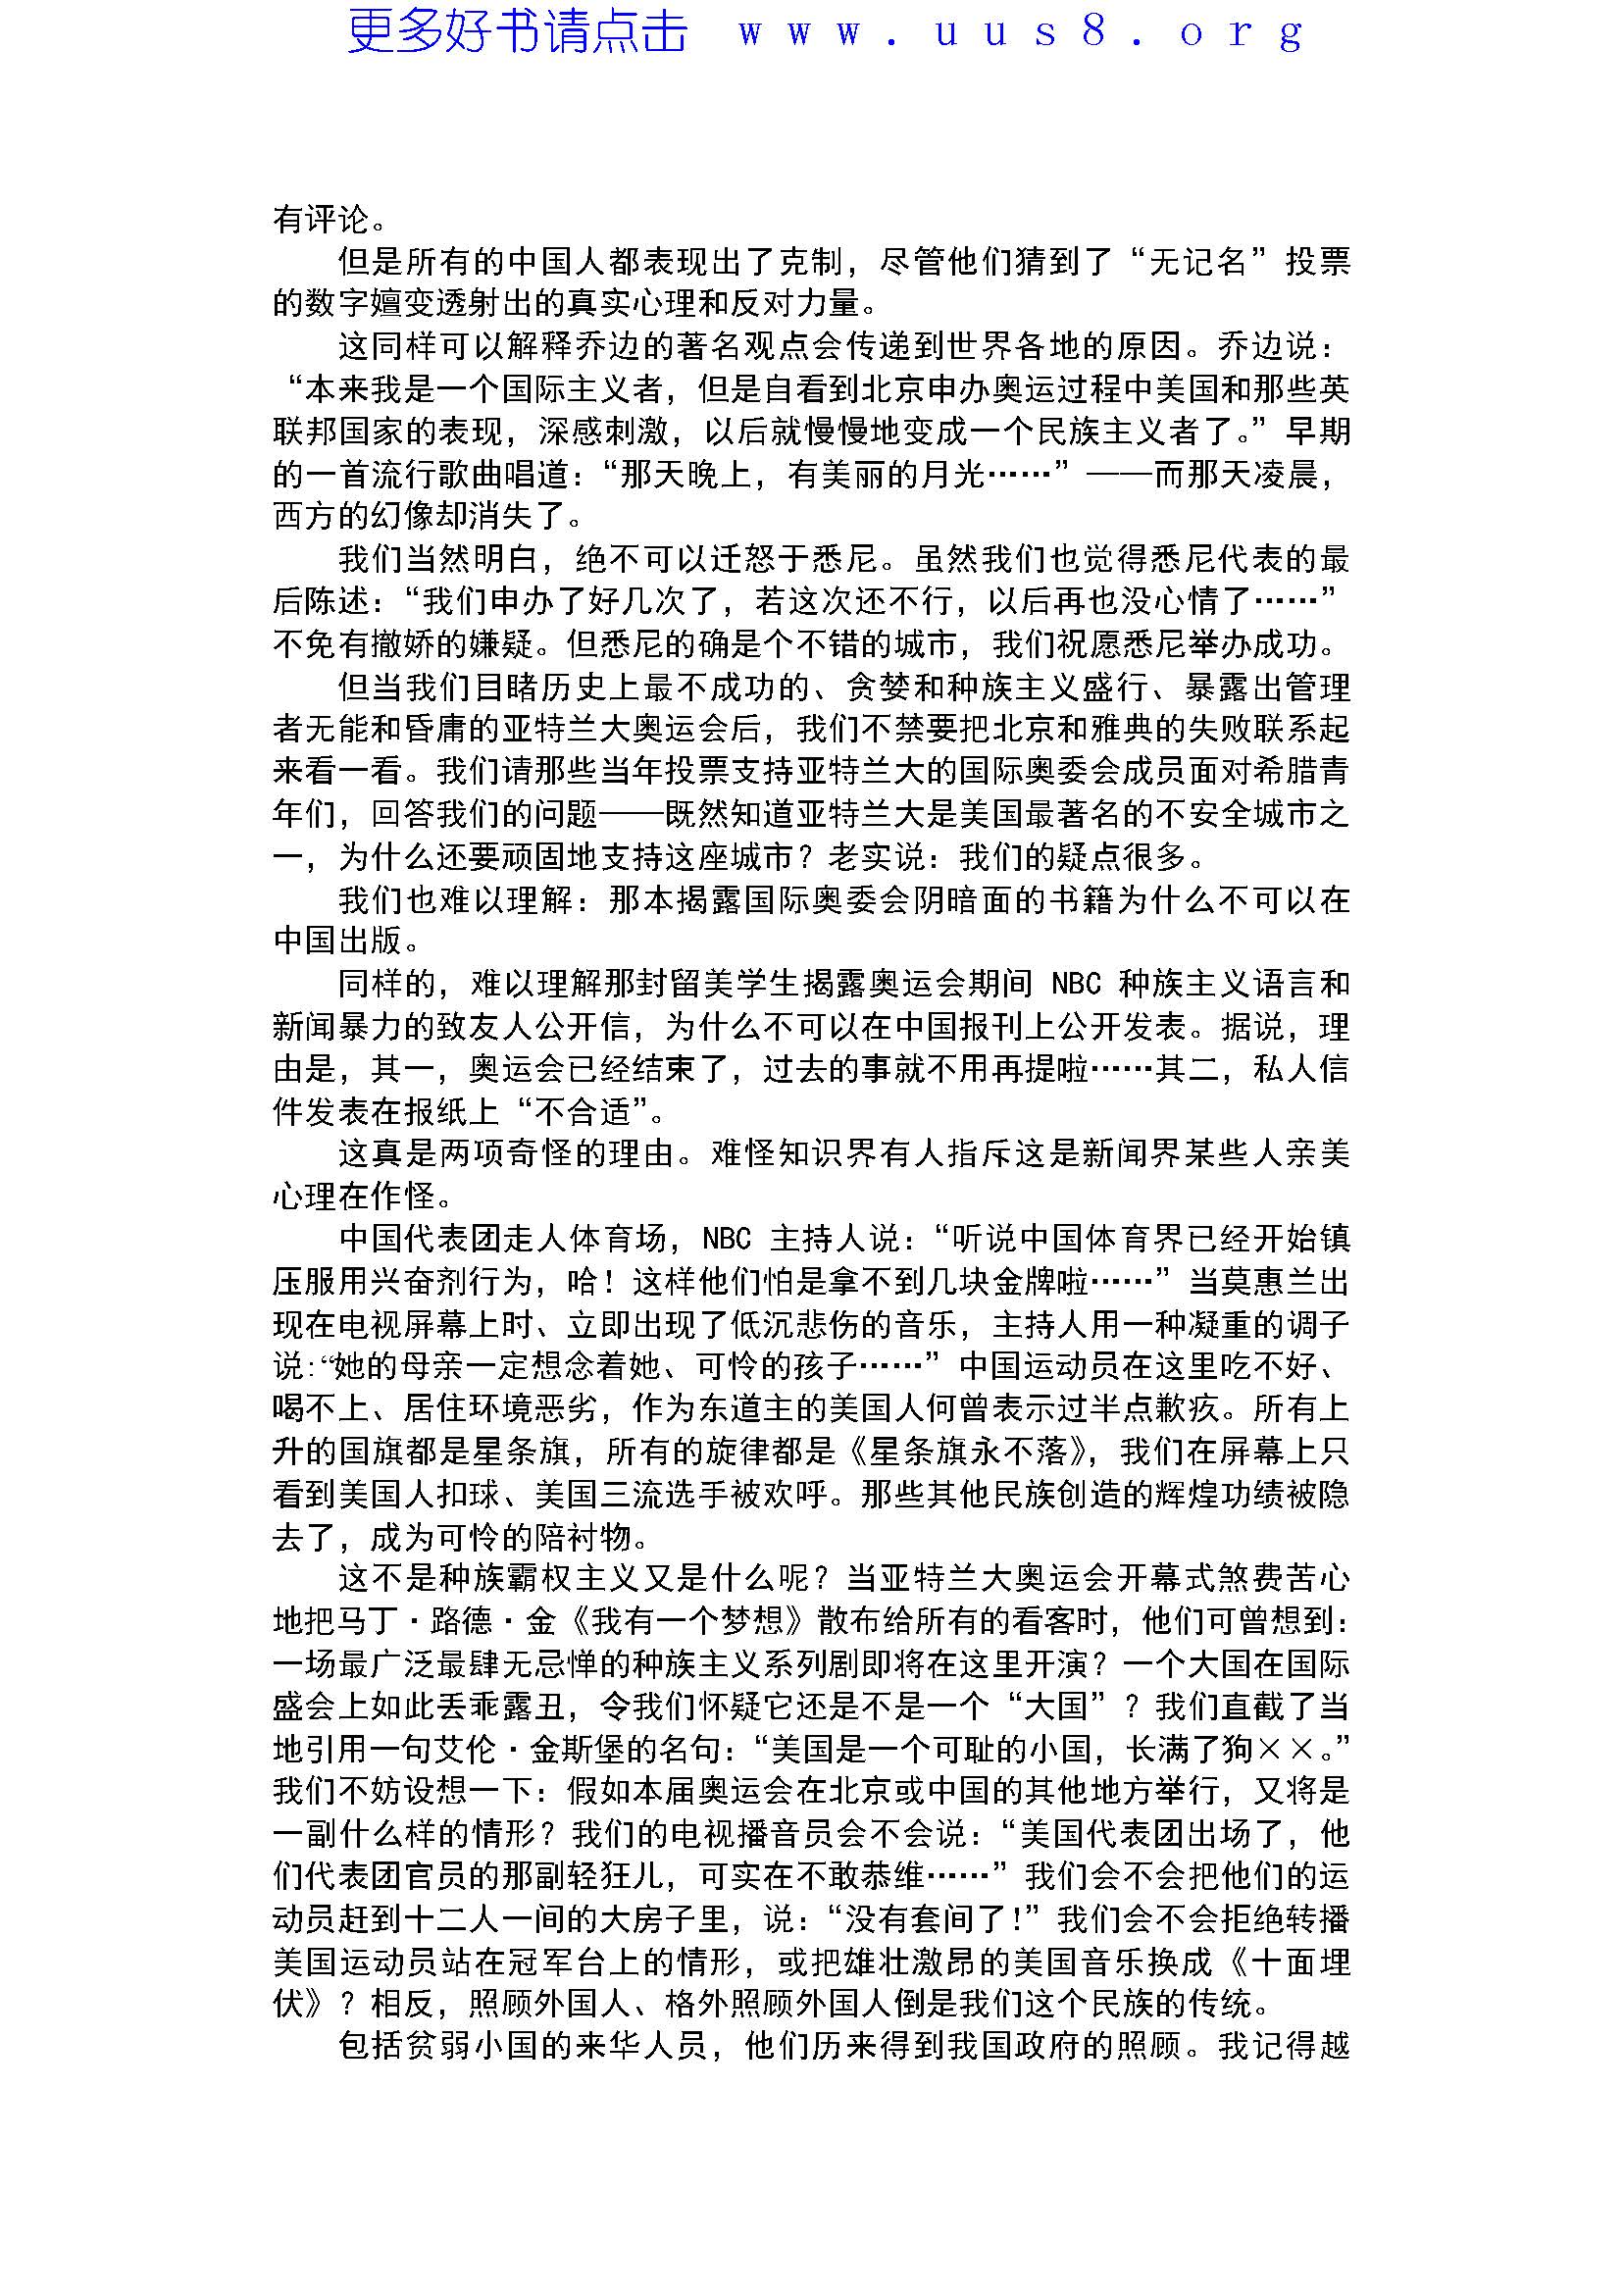 更多好书请点击 www.uus8.org
有评论。
但是所有的中国人都表现出了克制，尽管他们猜到了“无记名”投票
的数字嬗变透射出的真实心理和反对力量。
这同样可以解释乔边的著名观点会传递到世界各地的原因。乔边说：
“本来我是一个国际主义者，但是自看到北京申办奥运过程中美国和那些英
联邦国家的表现，深感刺激，以后就慢慢地变成一个民族主义者了。”早期
的一首流行歌曲唱道：“那天晚上，有美丽的月光……”——而那天凌晨，
西方的幻像却消失了。
我们当然明白，绝不可以迁怒于悉尼。虽然我们也觉得悉尼代表的最
后陈述：“我们申办了好几次了，若这次还不行，以后再也没心情了……”
不免有撤娇的嫌疑。但悉尼的确是个不错的城市，我们祝愿悉尼举办成功。
但当我们目睹历史上最不成功的、贪婪和种族主义盛行、暴露出管理
者无能和昏庸的亚特兰大奥运会后，我们不禁要把北京和雅典的失败联系起
来看一看。我们请那些当年投票支持亚特兰大的国际奥委会成员面对希腊青
年们，回答我们的问题——既然知道亚特兰大是美国最著名的不安全城市之
一，为什么还要顽固地支持这座城市？老实说：我们的疑点很多。
我们也难以理解：那本揭露国际奥委会阴暗面的书籍为什么不可以在
中国出版。
同样的，难以理解那封留美学生揭露奥运会期间 NBC 种族主义语言和
新闻暴力的致友人公开信，为什么不可以在中国报刊上公开发表。据说，理
由是，其一，奥运会已经结束了，过去的事就不用再提啦……其二，私人信
件发表在报纸上“不合适”。
这真是两项奇怪的理由。难怪知识界有人指斥这是新闻界某些人亲美
心理在作怪。
中国代表团走人体育场，NBC 主持人说：“听说中国体育界已经开始镇
压服用兴奋剂行为，哈！这样他们怕是拿不到几块金牌啦……”当莫惠兰出
现在电视屏幕上时、立即出现了低沉悲伤的音乐，主持人用一种凝重的调子
说：“她的母亲一定想念着她、可怜的孩子……”中国运动员在这里吃不好、
喝不上、居住环境恶劣，作为东道主的美国人何曾表示过半点歉疚。所有上
升的国旗都是星条旗，所有的旋律都是《星条旗永不落》，我们在屏幕上只
看到美国人扣球、美国三流选手被欢呼。那些其他民族创造的辉煌功绩被隐
去了，成为可怜的陪衬物。
这不是种族霸权主义又是什么呢？当亚特兰大奥运会开幕式煞费苦心
地把马丁·路德·金《我有一个梦想》散布给所有的看客时，他们可曾想到：
一场最广泛最肆无忌惮的种族主义系列剧即将在这里开演？一个大国在国际
盛会上如此丢乖露丑，令我们怀疑它还是不是一个“大国”？我们直截了当
地引用一句艾伦·金斯堡的名句：“美国是一个可耻的小国，长满了狗××。”
我们不妨设想一下：假如本届奥运会在北京或中国的其他地方举行，又将是
一副什么样的情形？我们的电视播音员会不会说：“美国代表团出场了，他
们代表团官员的那副轻狂儿，可实在不敢恭维……”我们会不会把他们的运
动员赶到十二人一间的大房子里，说：“没有套间了！”我们会不会拒绝转播
美国运动员站在冠军台上的情形，或把雄壮激昂的美国音乐换成《十面埋
伏》？相反，照顾外国人、格外照顾外国人倒是我们这个民族的传统。
包括贫弱小国的来华人员，他们历来得到我国政府的照顾。我记得越